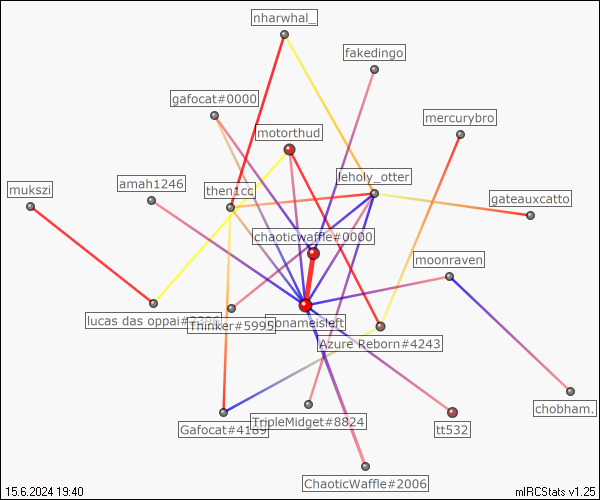 nharwhal_
fakedingo
gafocat#0000
mercurybro
motorthud
leholy_otter
amah1246
mukszi
then1cc
gateauxcatto
chaoticwaffle#0000
moonraven
lucas das oppai#
Thinker#5995
nonameisleft
Azure Reborn#4243
chobham.
TripleMidget#8824
Gafocat#4189
tt532
ChaoticWaffle#2006
15.6.2024 19:40
mIRCStats v1.25